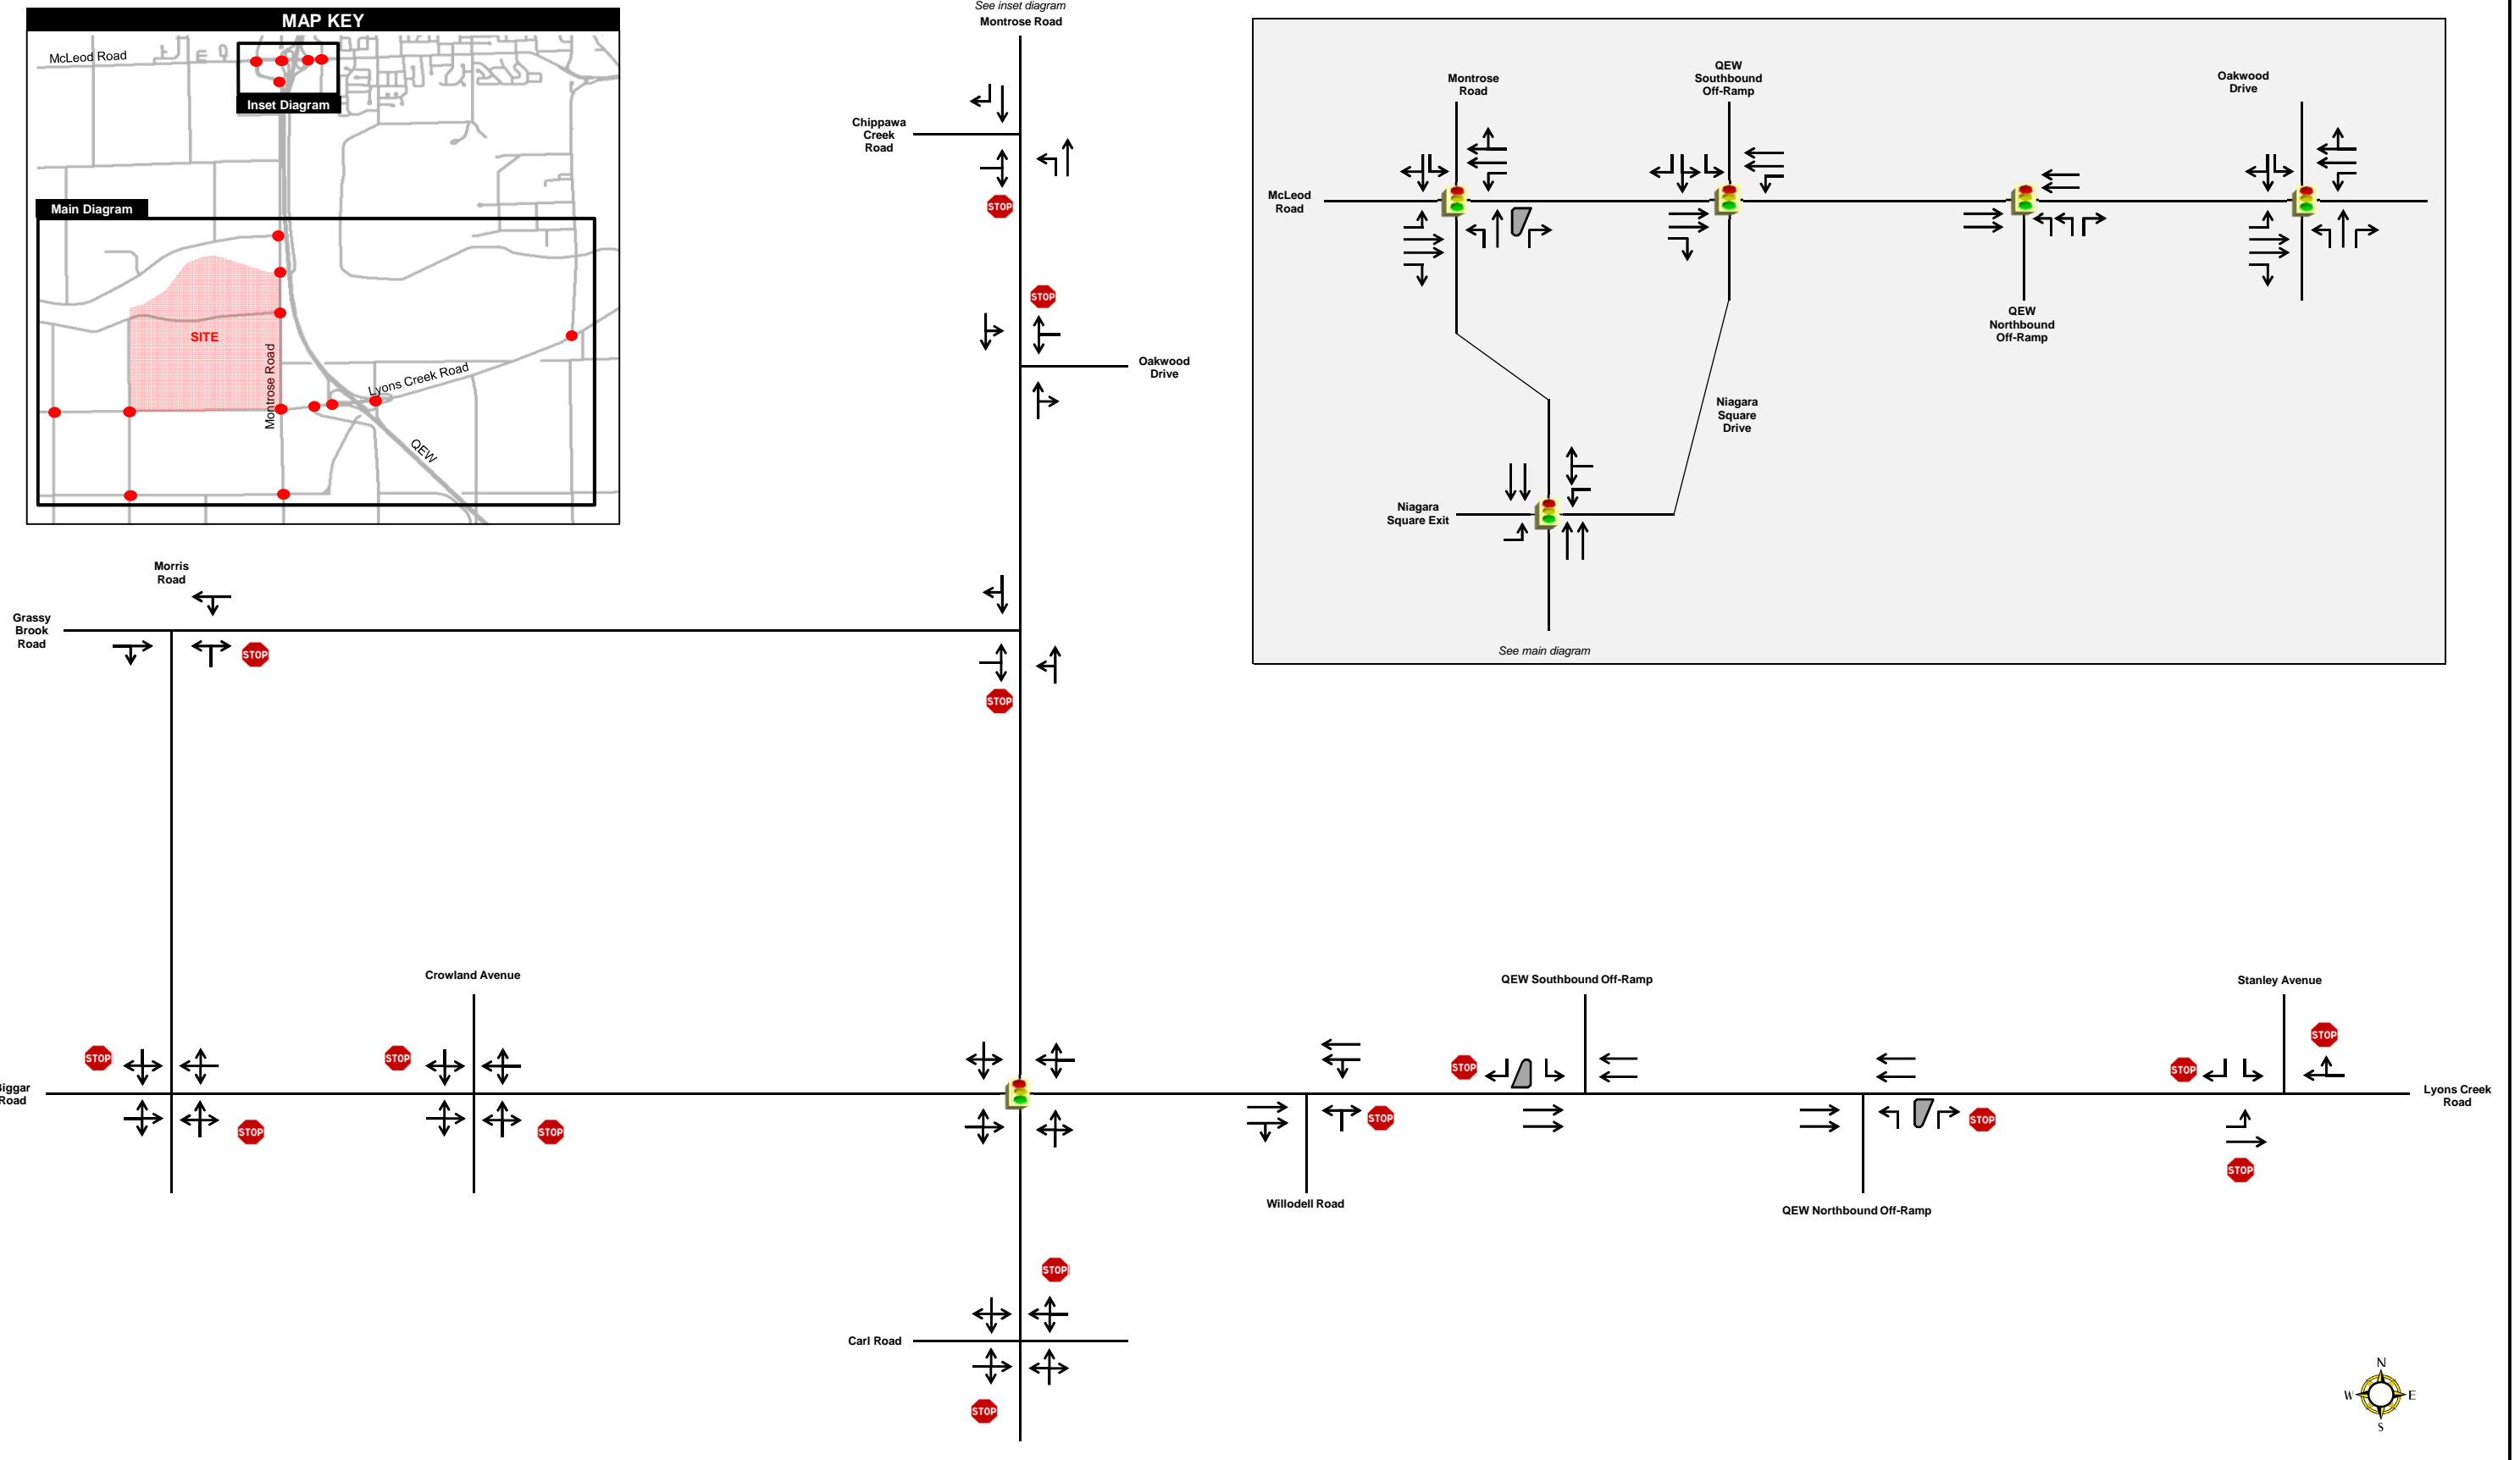 MAP KEY
McLeod Road
Inset Diagram
Main Diagram
SITE
Montrose Road
Lyons Creek Road
QEW
See inset diagram
Montrose Road
Chippawa
Creek
Road
STOP
STOP
Oakwood
Drive
Montrose
Road
QEW
Southbound
Off-Ramp
Oakwood
Drive
McLeod
Road
QEW
Northbound
Off-Ramp
Niagara
Square
Drive
Niagara
Square Exit
See main diagram
Morris
Road
Grassy
Brook
Road
STOP
STOP
Crowland Avenue
QEW Southbound Off-Ramp
Stanley Avenue
STOP
STOP
STOP
STOP
STOP
Biggar
Road
Lyons Creek
Road
STOP
STOP
STOP
STOP
STOP
Willodell Road
QEW Northbound Off-Ramp
STOP
Carl Road
STOP
N
W
E
S